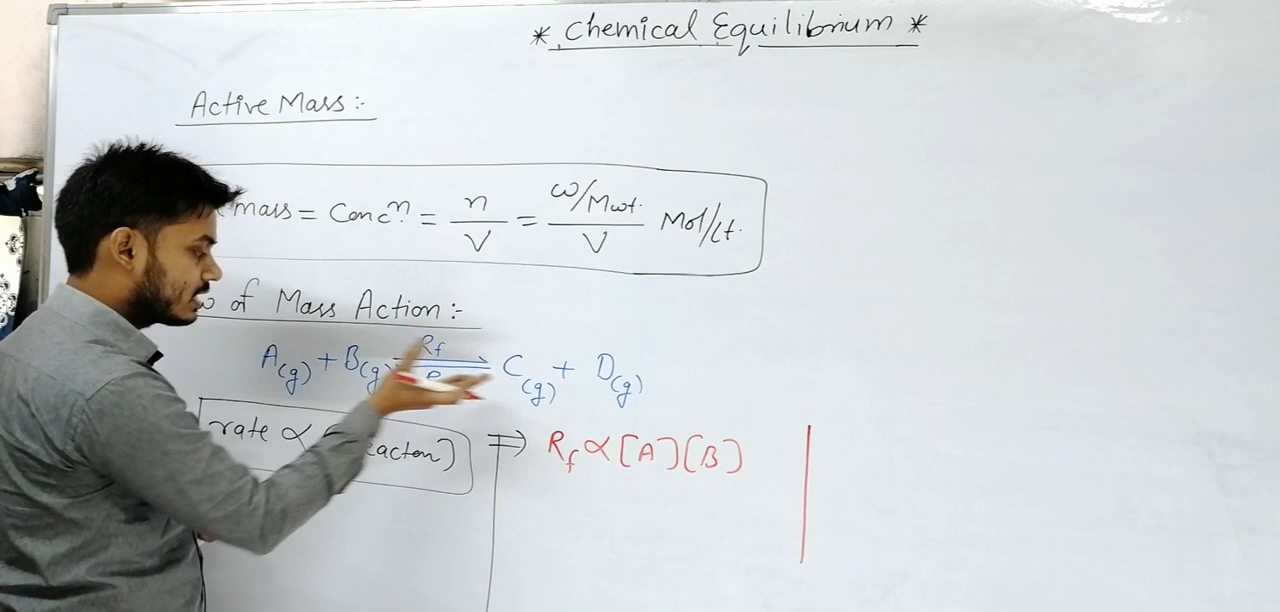 * Chemical Equilibrium *
Active Mass :-
mass = Concⁿ. = n/V = (w/Mwt.)/V Mol/Lt.
of Mass Action :-
A(g) + B(g) ⇌ C(g) + D(g)
Rf
rate ∝
⇒ Rf ∝ [A][B]